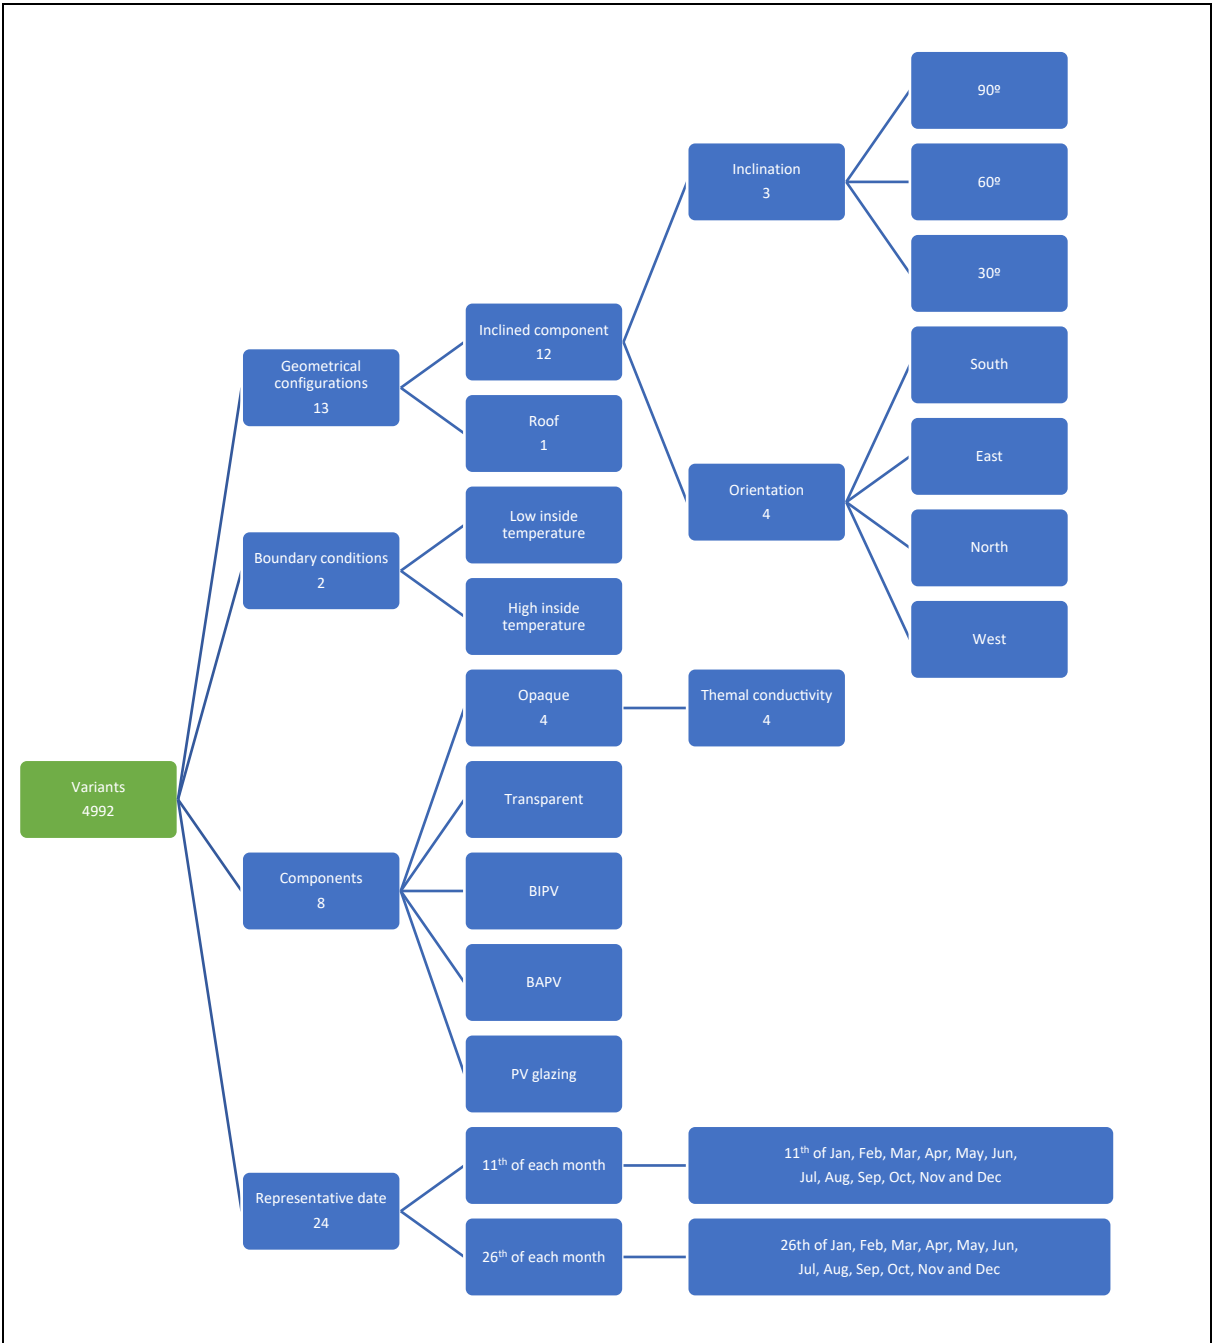 90º
Inclination
3
60º
30º
Inclined component
12
Geometrical
configurations
13
South
Roof
1
East
Orientation
4
Low inside
temperature
North
Boundary conditions
2
High inside
temperature
West
Opaque
4
Themal conductivity
4
Variants
4992
Transparent
Components
8
BIPV
BAPV
PV glazing
11th of each month
11th of Jan, Feb, Mar, Apr, May, Jun,
Jul, Aug, Sep, Oct, Nov and Dec
Representative date
24
26th of each month
26th of Jan, Feb, Mar, Apr, May, Jun,
Jul, Aug, Sep, Oct, Nov and Dec